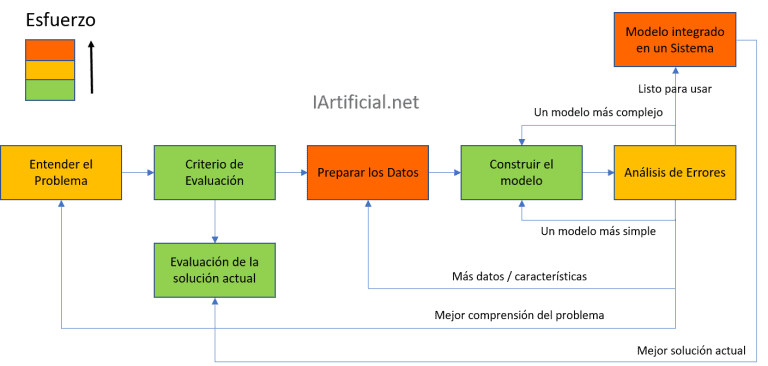 Esfuerzo
Modelo integrado
en un Sistema
Listo para usar
IArtificial.net
Un modelo más complejo
Entender el
Problema
Criterio de
Evaluación
Preparar los Datos
Construir el
modelo
Análisis de Errores
Un modelo más simple
Evaluación de la
solución actual
Más datos / características
Mejor comprensión del problema
Mejor solución actual